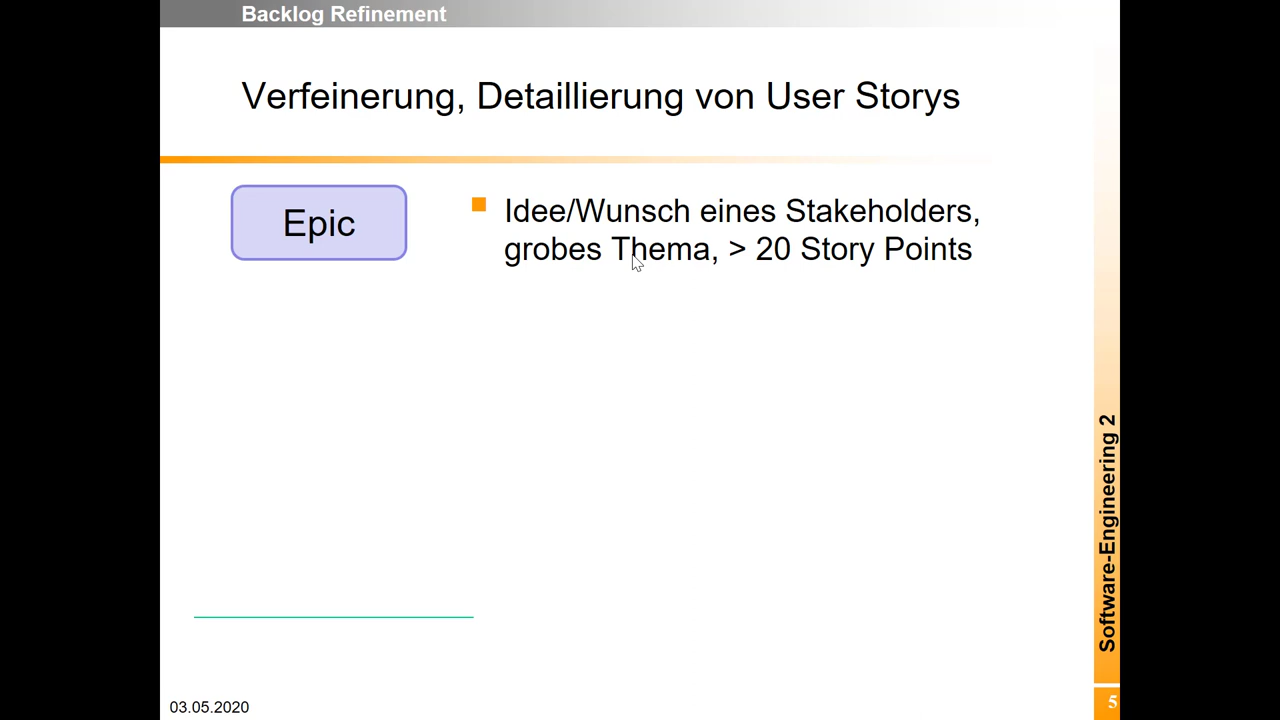 Backlog Refinement
Verfeinerung, Detaillierung von User Storys
Epic
Idee/Wunsch eines Stakeholders,
grobes Thema, > 20 Story Points
Software-Engineering 2
03.05.2020
5